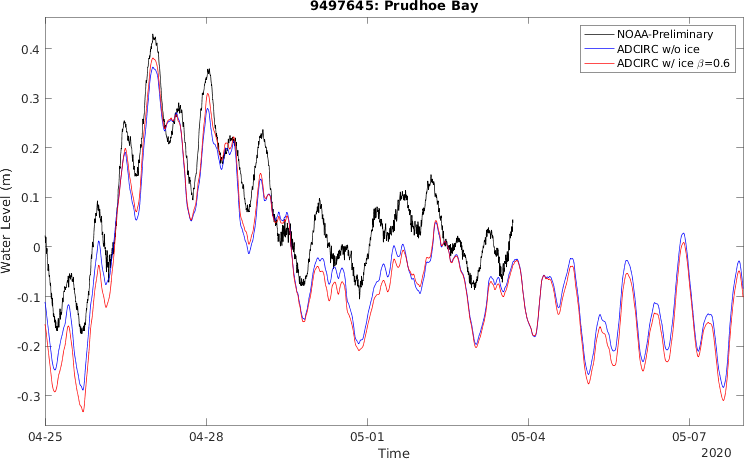 9497645: Prudhoe Bay
NOAA-Preliminary
ADCIRC w/o ice
ADCIRC w/ ice β=0.6
0.4
0.3
0.2
0.1
0
-0.1
-0.2
-0.3
Water Level (m)
04-25
04-28
05-01
05-04
05-07
Time
2020